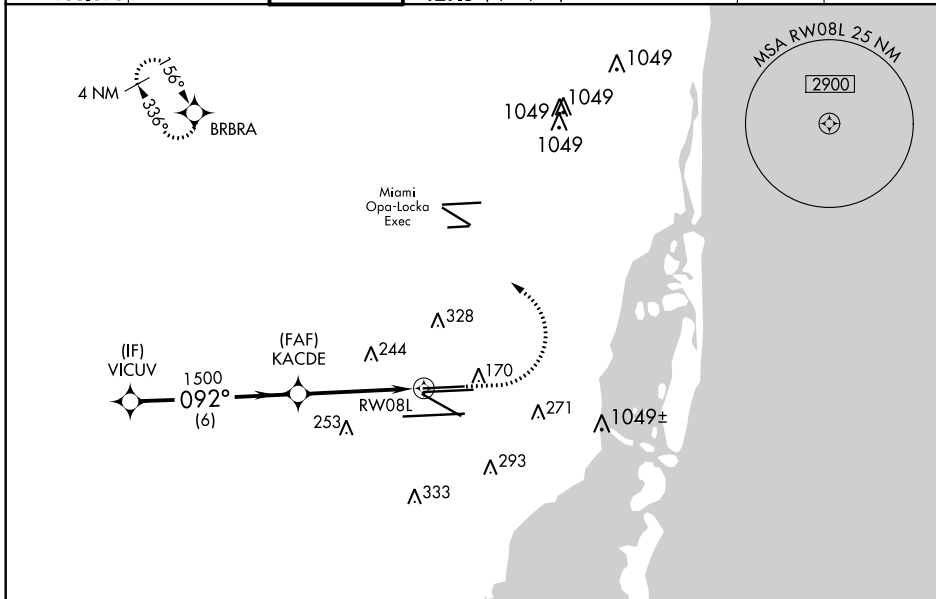 MSA RW08L 25 NM
2900
1049
1049
1049
1049
156°
4 NM
336°
BRBRA
Miami
Opa-Locka
Exec
328
(FAF)
KACDE
244
(IF)
VICUV
170
1500
092°
(6)
RW08L
271
1049±
253
293
333